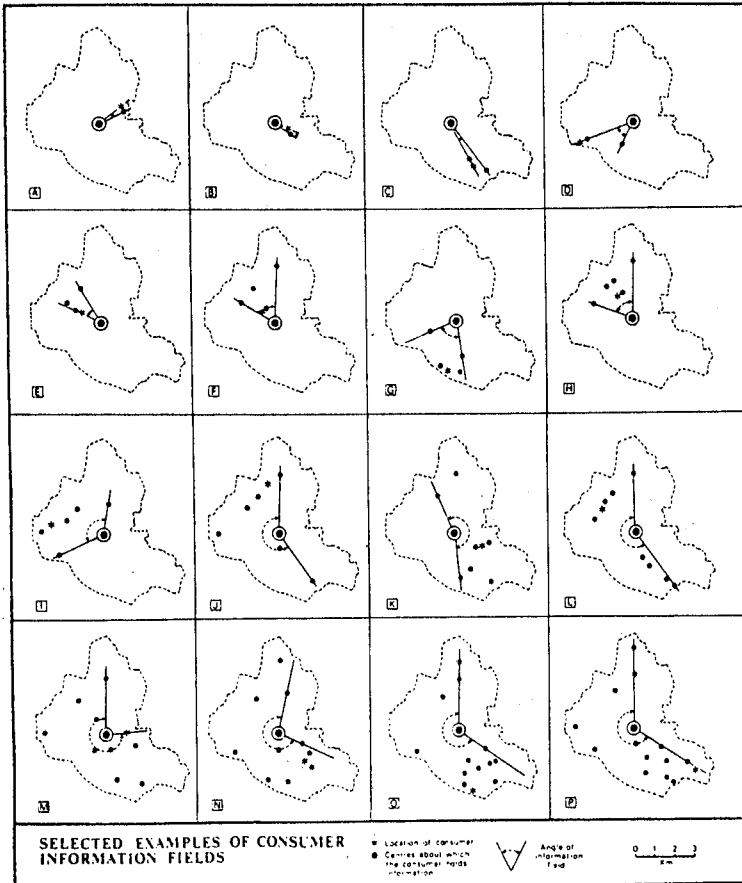 A
B
C
D
E
F
G
H
I
J
K
L
M
N
O
P
SELECTED EXAMPLES OF CONSUMER
INFORMATION FIELDS
* Location of consumer
● Centres about which
the consumer holds
information
Angle of
information
field
0 1 2 3
Km